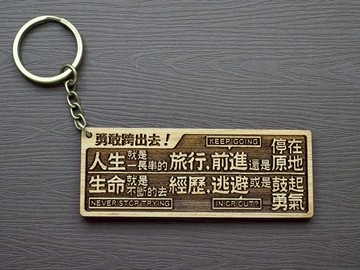 勇敢跨出去！ KEEP GOING
人生就是一長串的旅行，前進還是停在原地
生命就是不斷的去經歷，逃避或是鼓起勇氣
NEVER STOP TRYING IN OR OUT?